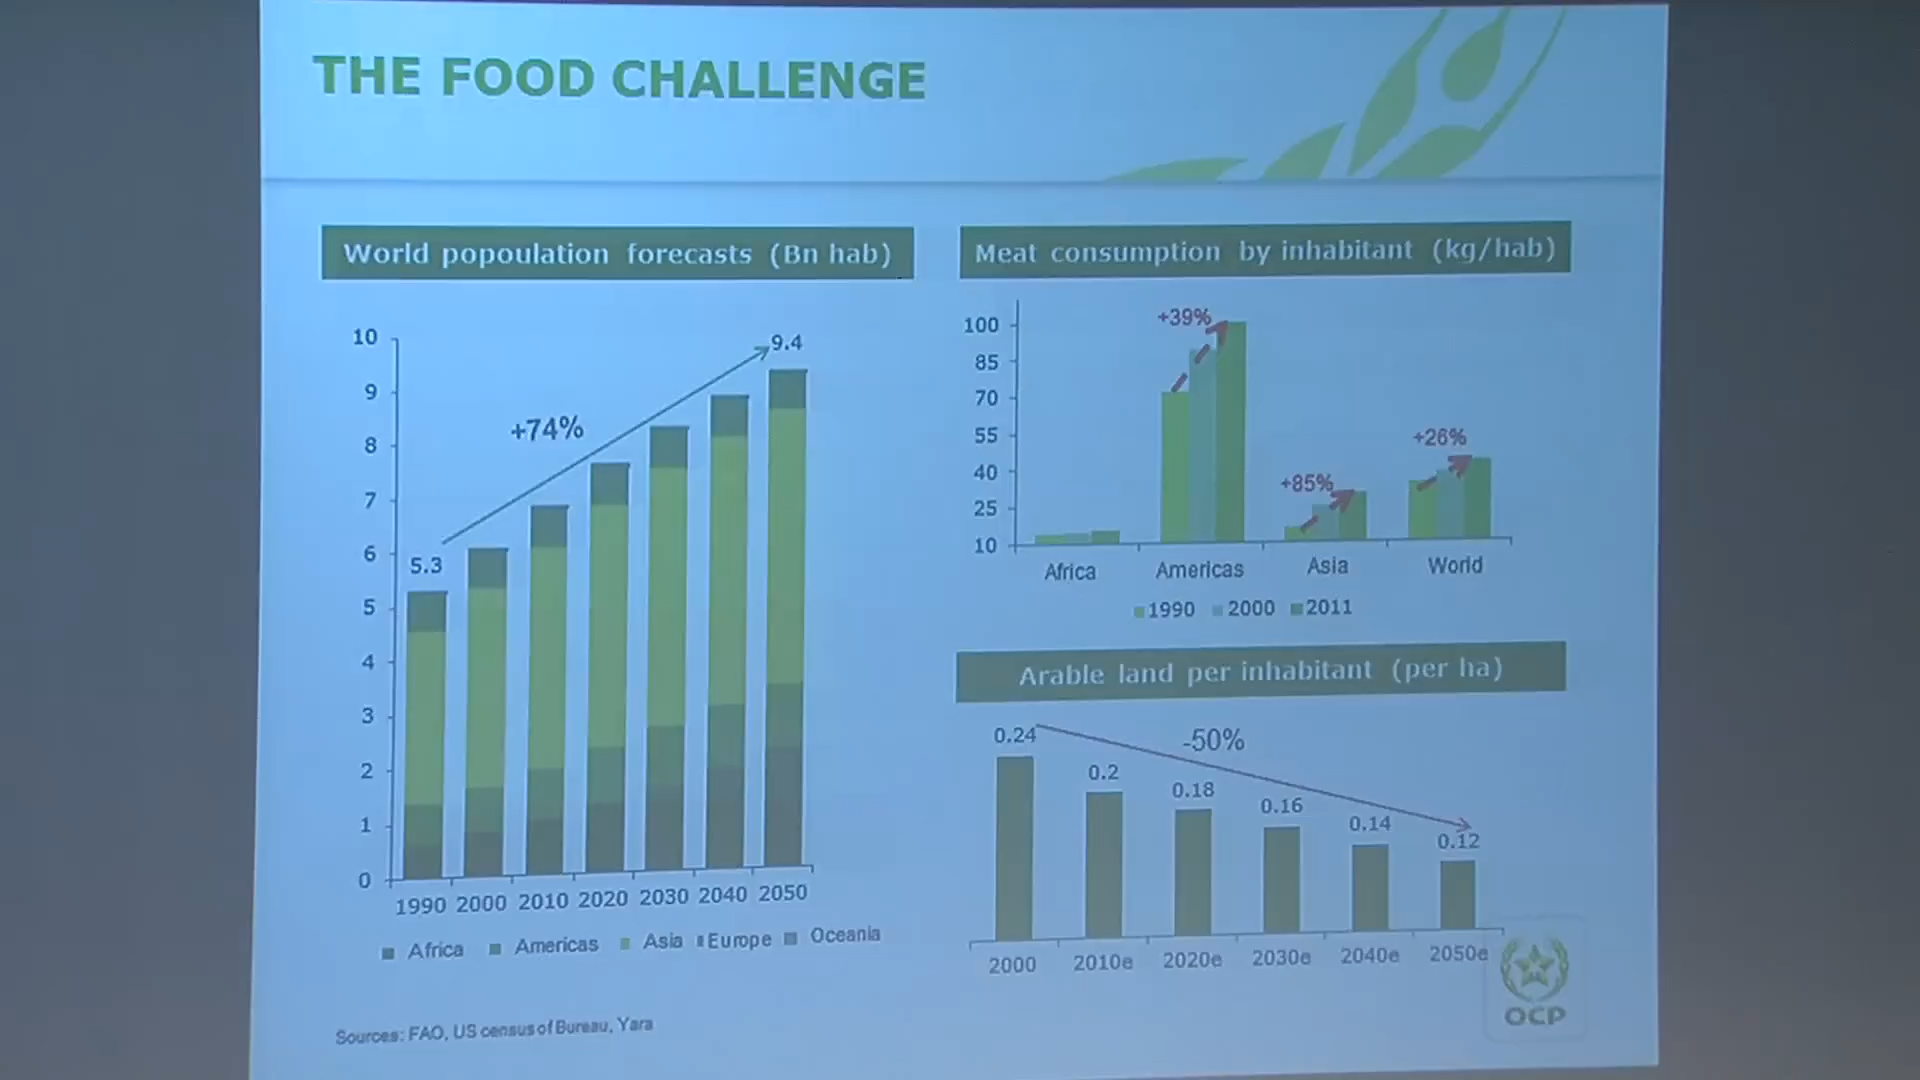 THE FOOD CHALLENGE
World popoulation forecasts (Bn hab)
10
9
8
7
6
5
4
3
2
1
0
5.3
+74%
9.4
1990 2000 2010 2020 2030 2040 2050
Africa Americas Asia Europe Oceania
Meat consumption by inhabitant (kg/hab)
100
85
70
55
40
25
10
+39%
+85%
+26%
Africa Americas Asia World
1990 2000 2011
Arable land per inhabitant (per ha)
0.24
0.2
0.18
0.16
0.14
0.12
-50%
2000 2010e 2020e 2030e 2040e 2050e
OCP
Sources: FAO, US census of Bureau, Yara